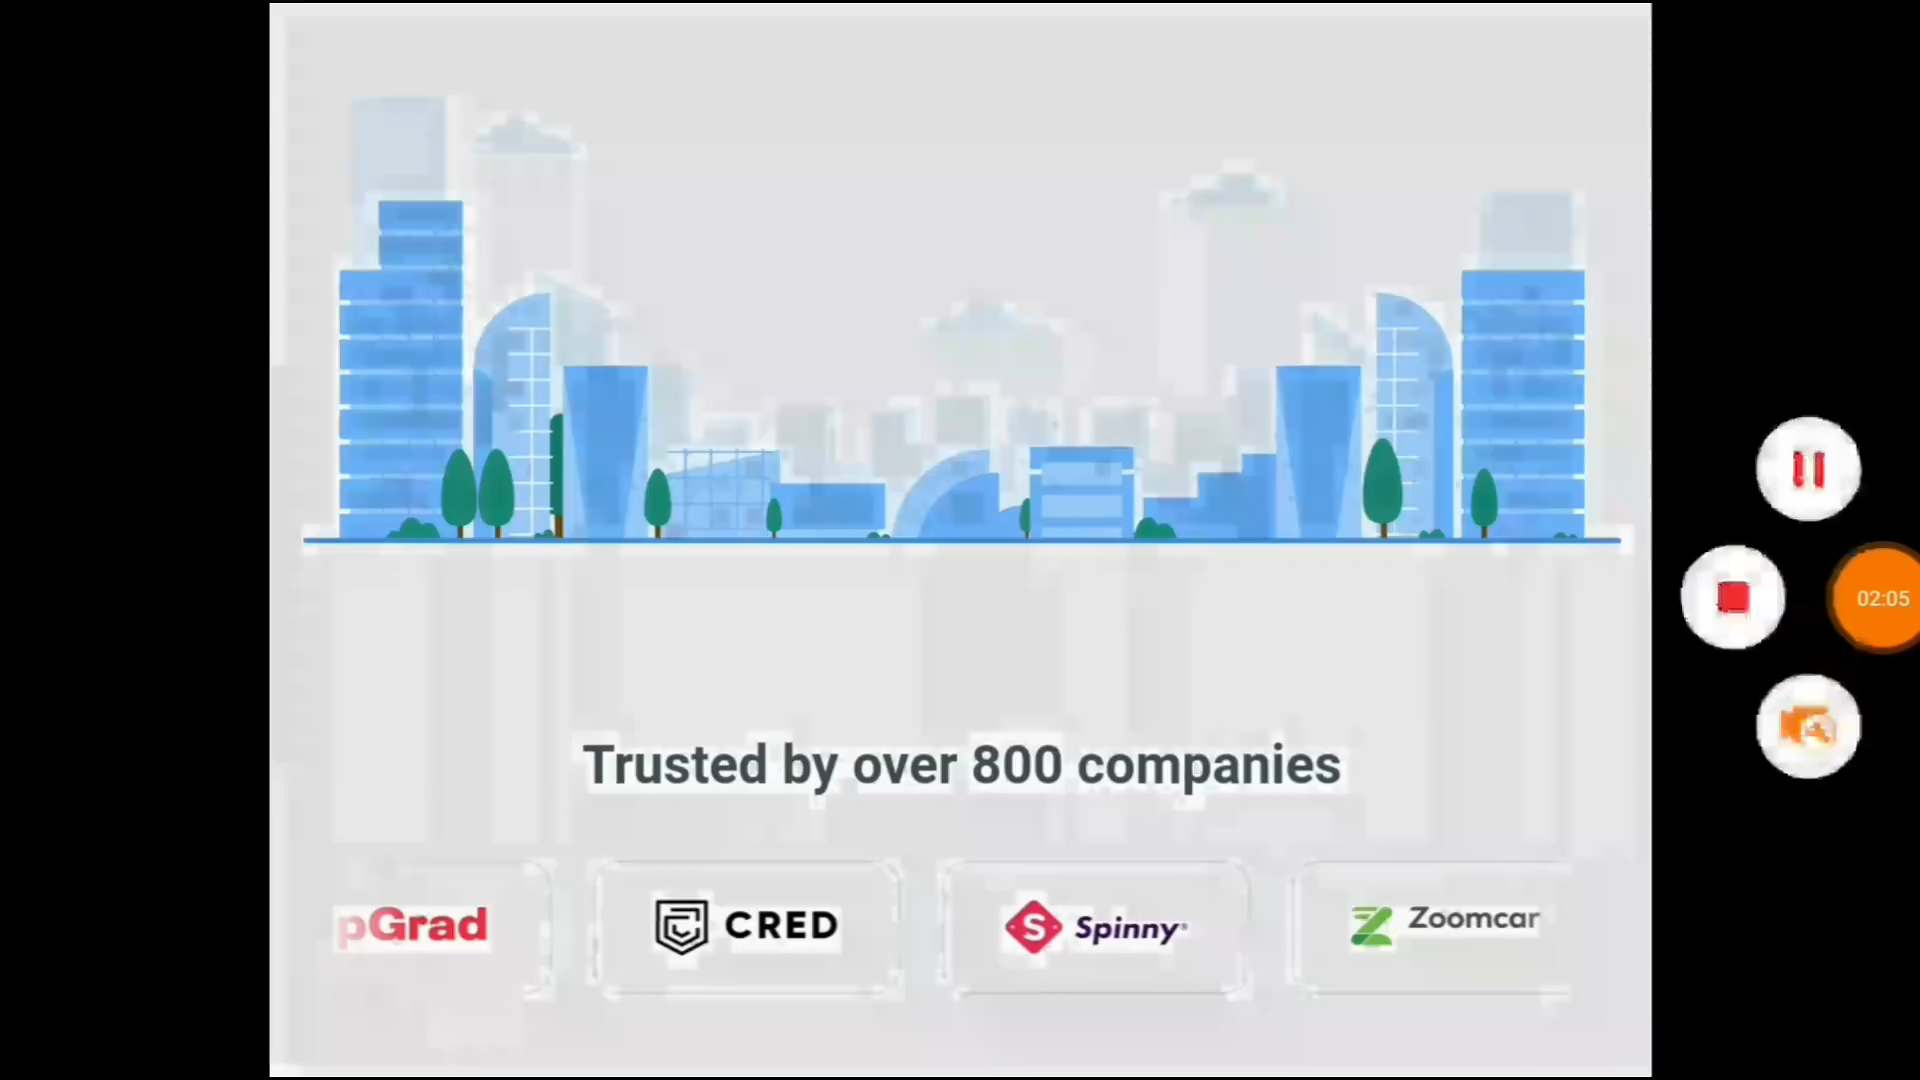 Trusted by over 800 companies
pGrad
CRED
Spinny
Zoomcar
02:05